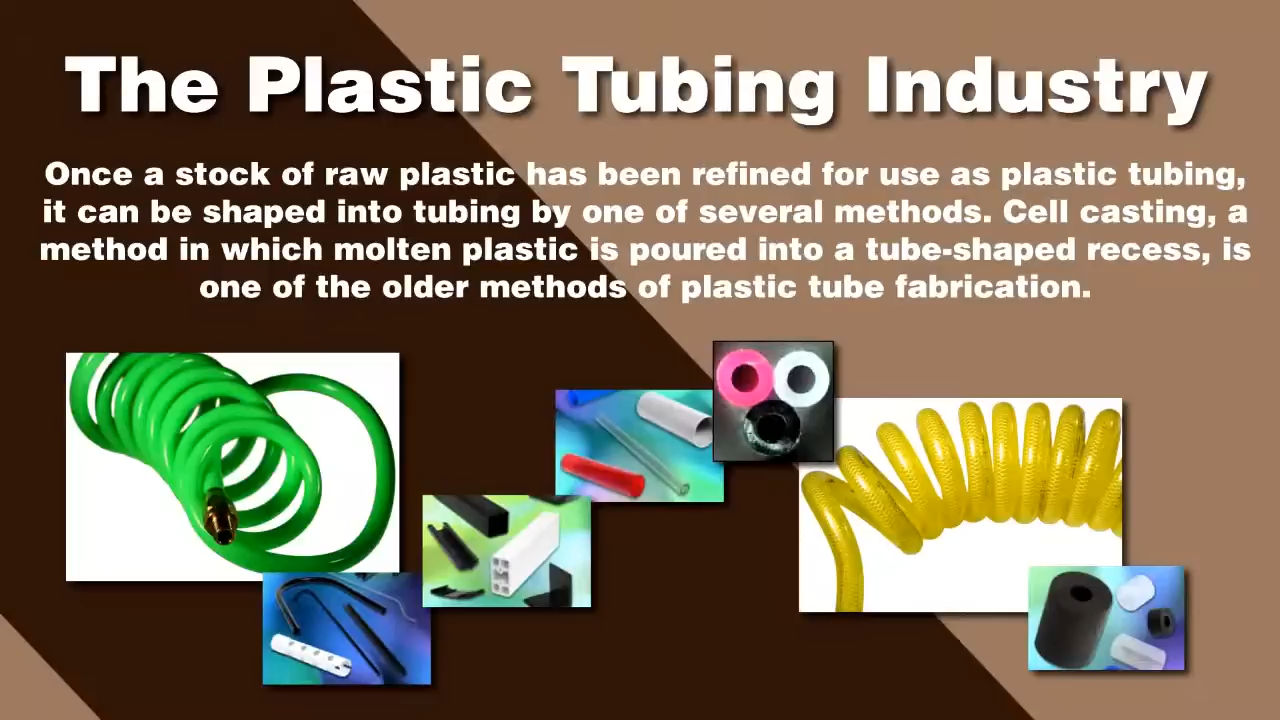 The Plastic Tubing Industry
Once a stock of raw plastic has been refined for use as plastic tubing,
it can be shaped into tubing by one of several methods. Cell casting, a
method in which molten plastic is poured into a tube-shaped recess, is
one of the older methods of plastic tube fabrication.